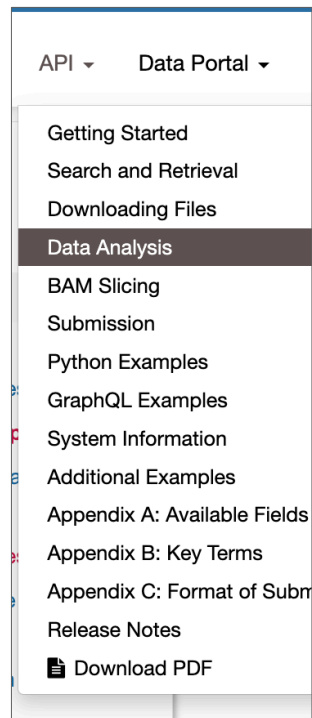 API Data Portal
Getting Started
Search and Retrieval
Downloading Files
Data Analysis
BAM Slicing
Submission
Python Examples
GraphQL Examples
System Information
Additional Examples
Appendix A: Available Fields
Appendix B: Key Terms
Appendix C: Format of Subm
Release Notes
Download PDF